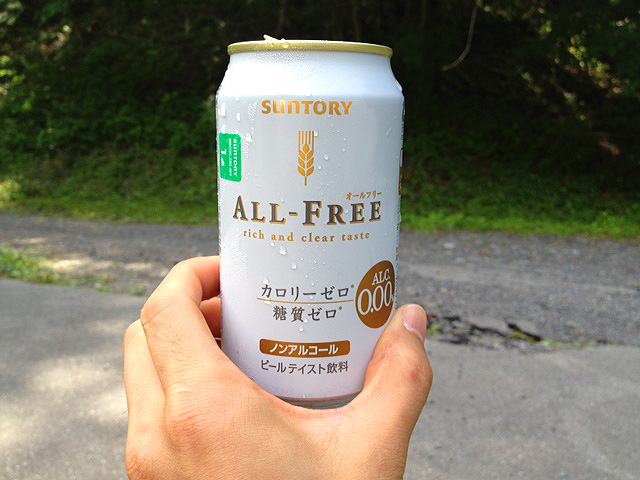 SUNTORY
オールフリー
ALL-FREE
rich and clear taste
カロリーゼロ*
糖質ゼロ*
ALC.
0.00
ノンアルコール
ビールテイスト飲料
SUNTORY